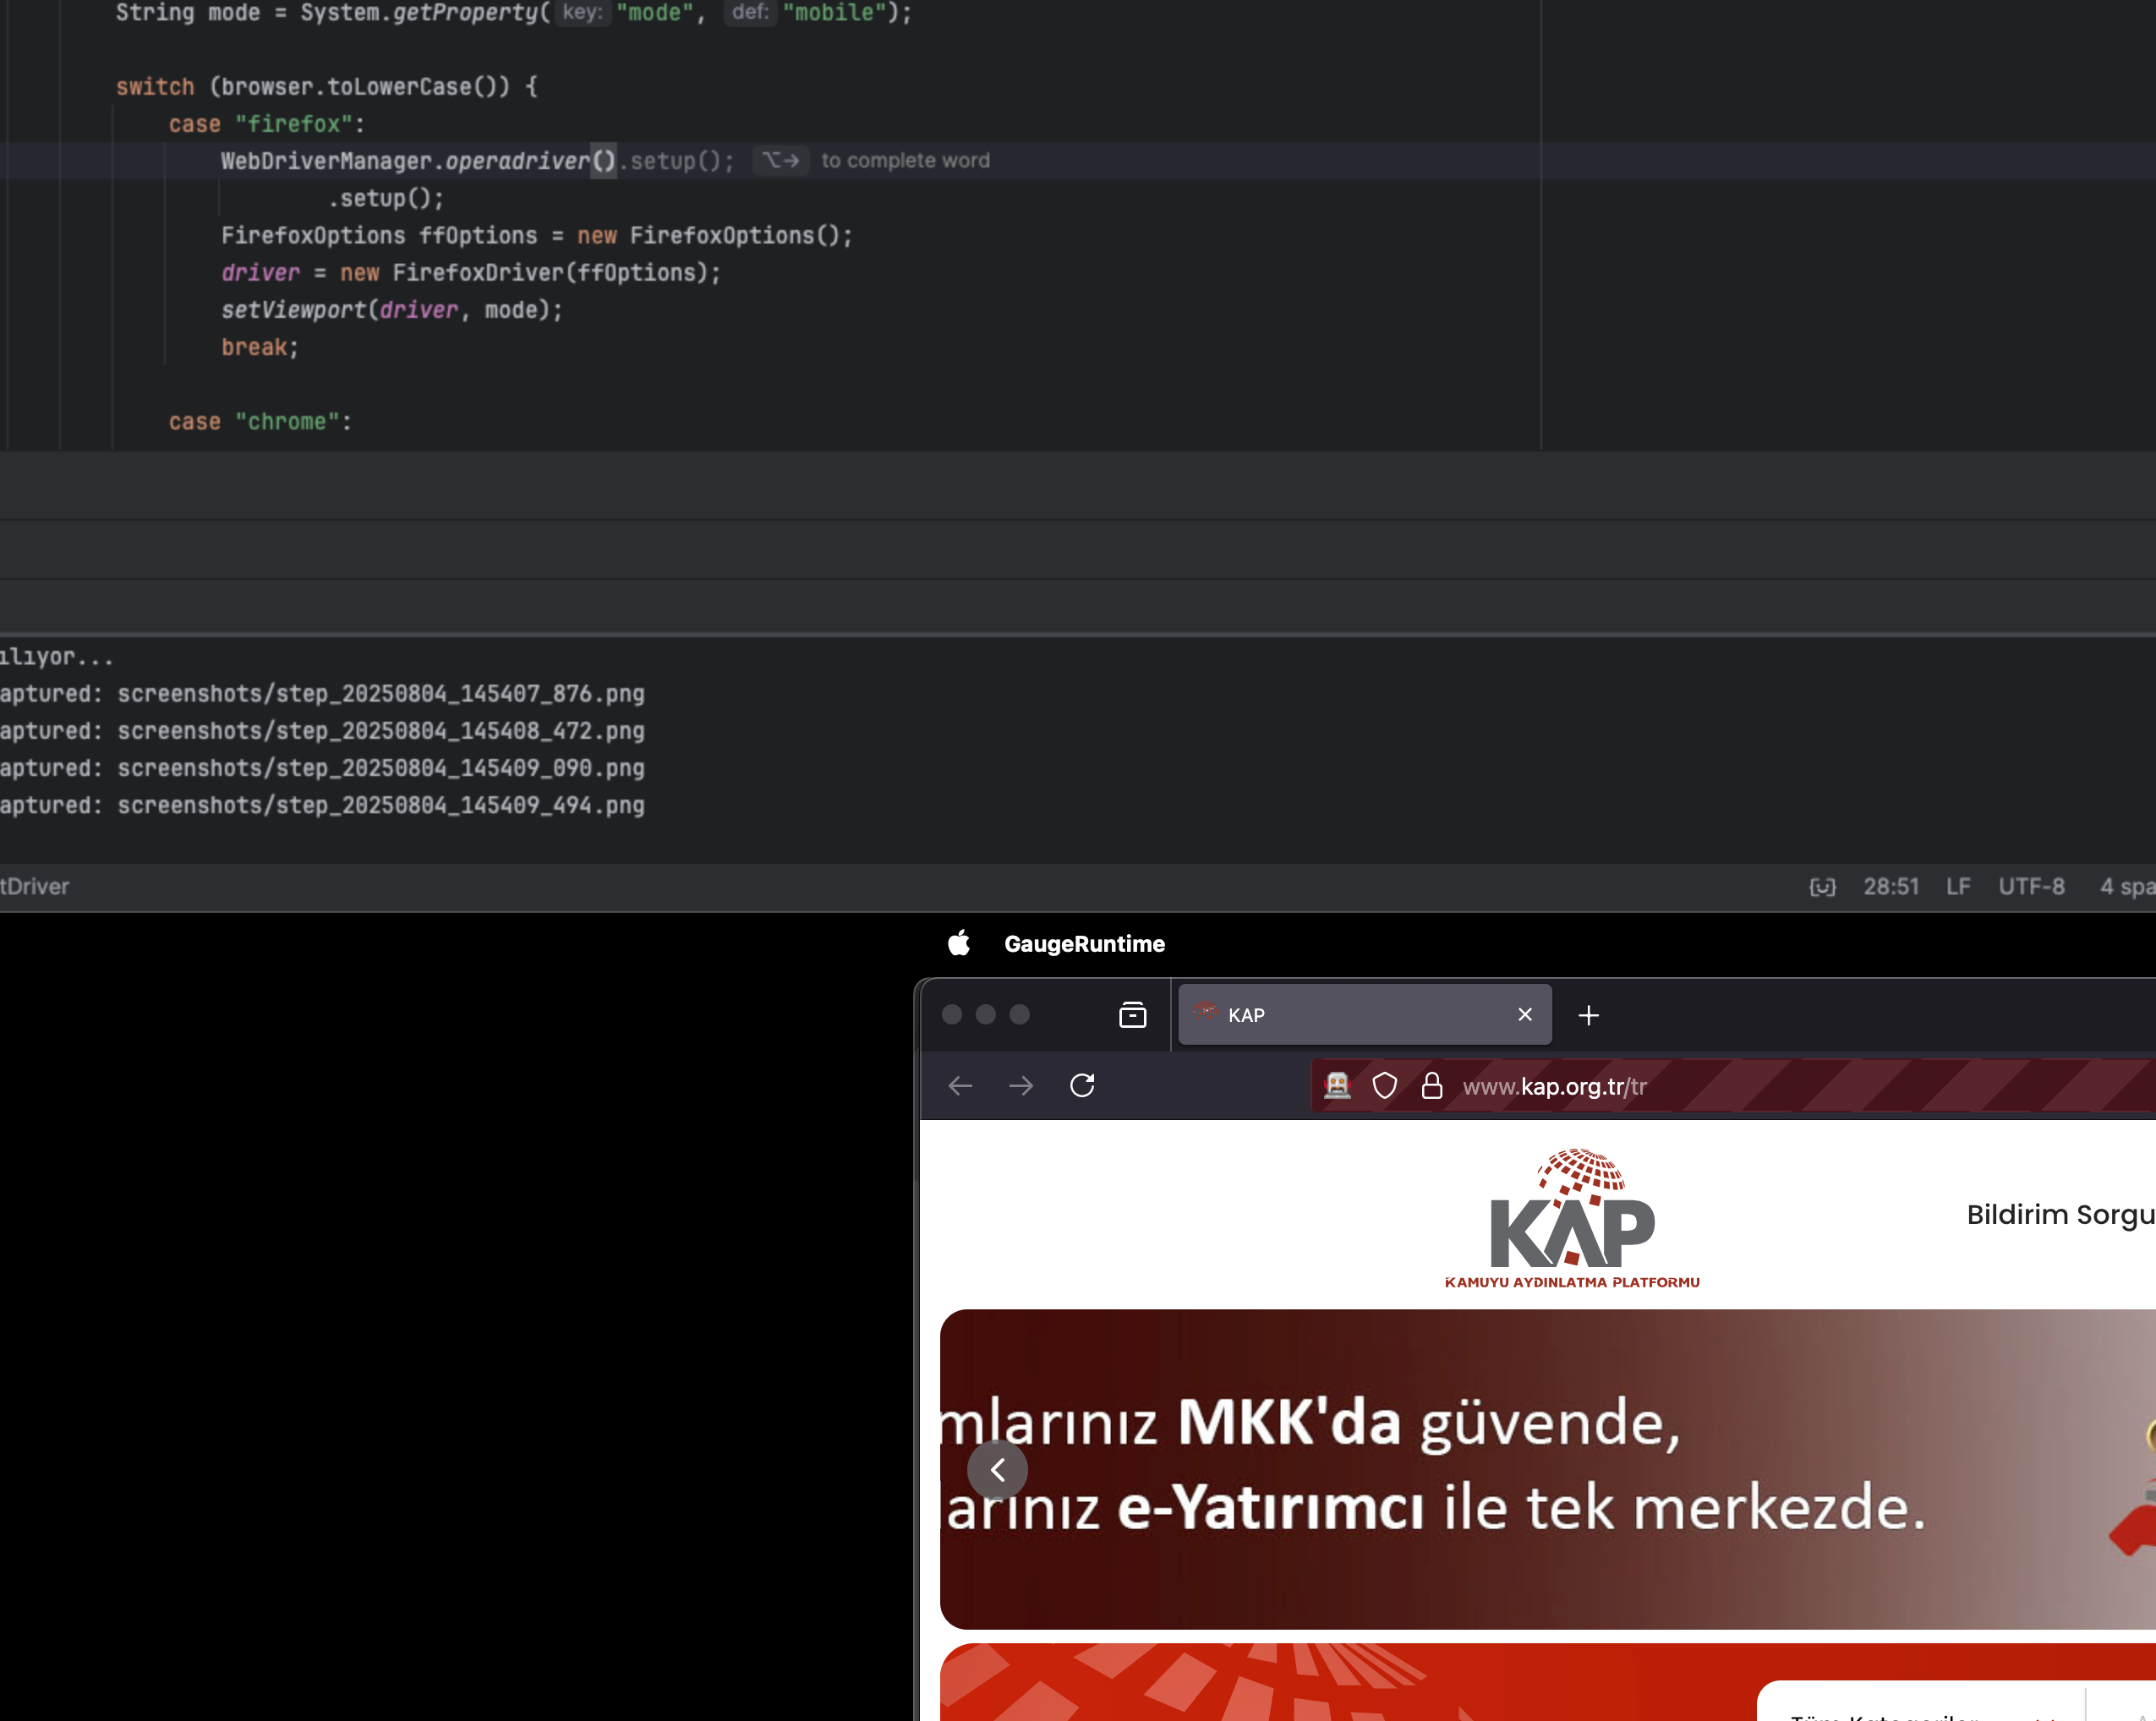 String mode = System.getProperty( key: "mode", def: "mobile");
switch (browser.toLowerCase()) {
case "firefox":
WebDriverManager.operadriver().setup(); ⌥→ to complete word
.setup();
FirefoxOptions ffOptions = new FirefoxOptions();
driver = new FirefoxDriver(ffOptions);
setViewport(driver, mode);
break;
case "chrome":
ılıyor...
aptured: screenshots/step_20250804_145407_876.png
aptured: screenshots/step_20250804_145408_472.png
aptured: screenshots/step_20250804_145409_090.png
aptured: screenshots/step_20250804_145409_494.png
tDriver 28:51 LF UTF-8 4 spa
GaugeRuntime
KAP
www.kap.org.tr/tr
KAP
KAMUYU AYDINLATMA PLATFORMU
Bildirim Sorgu
mlarınız MKK'da güvende,
larınız e-Yatırımcı ile tek merkezde.
Tüm Kategoriler